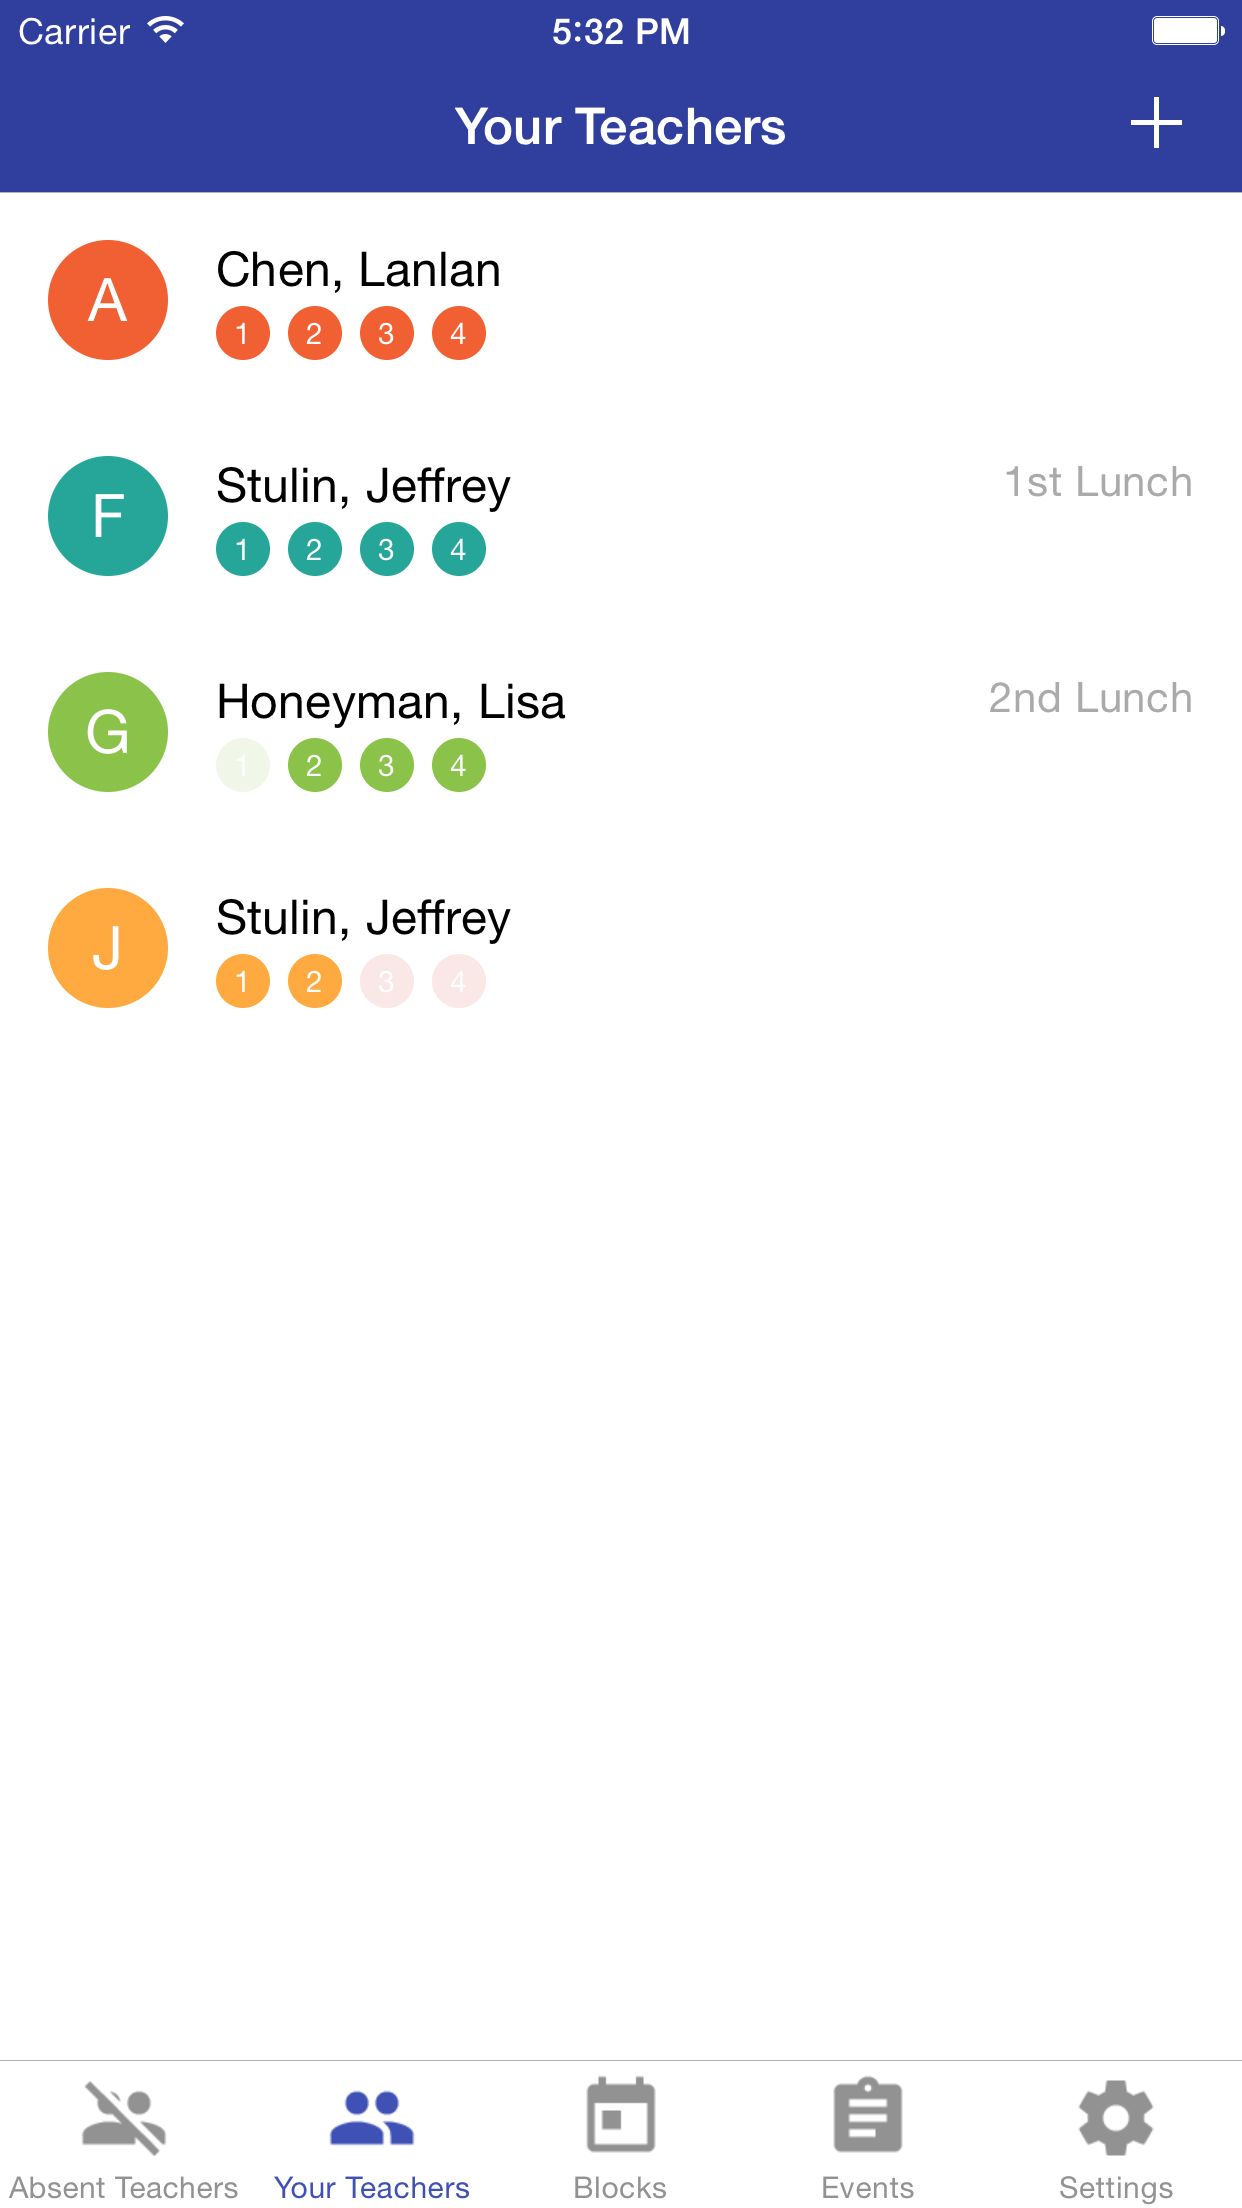 Carrier 5:32 PM
Your Teachers
A Chen, Lanlan
1 2 3 4
F Stulin, Jeffrey 1st Lunch
1 2 3 4
G Honeyman, Lisa 2nd Lunch
1 2 3 4
J Stulin, Jeffrey
1 2 3 4
Absent Teachers Your Teachers Blocks Events Settings